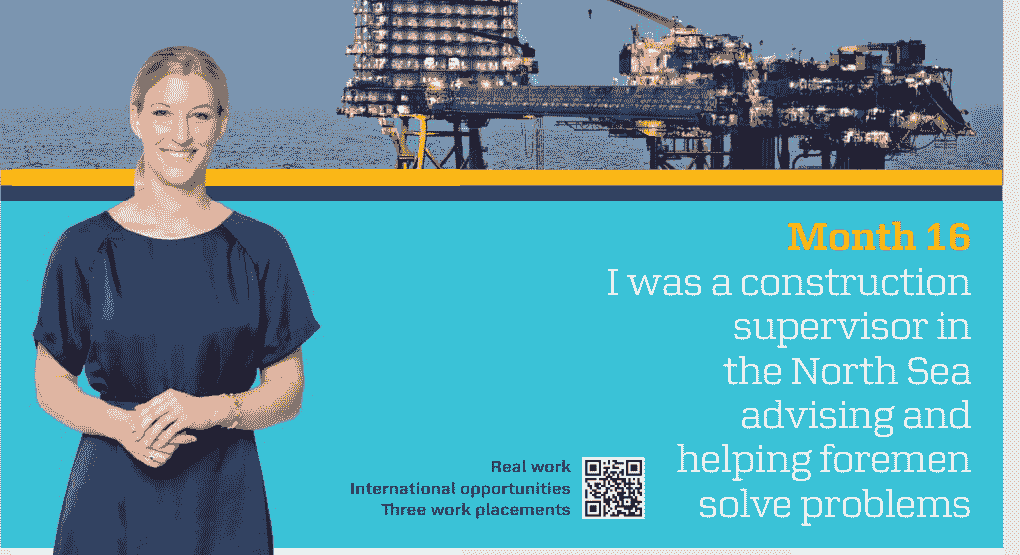 Month 16
I was a construction
supervisor in
the North Sea
advising and
helping foremen
solve problems
Real work
International opportunities
Three work placements